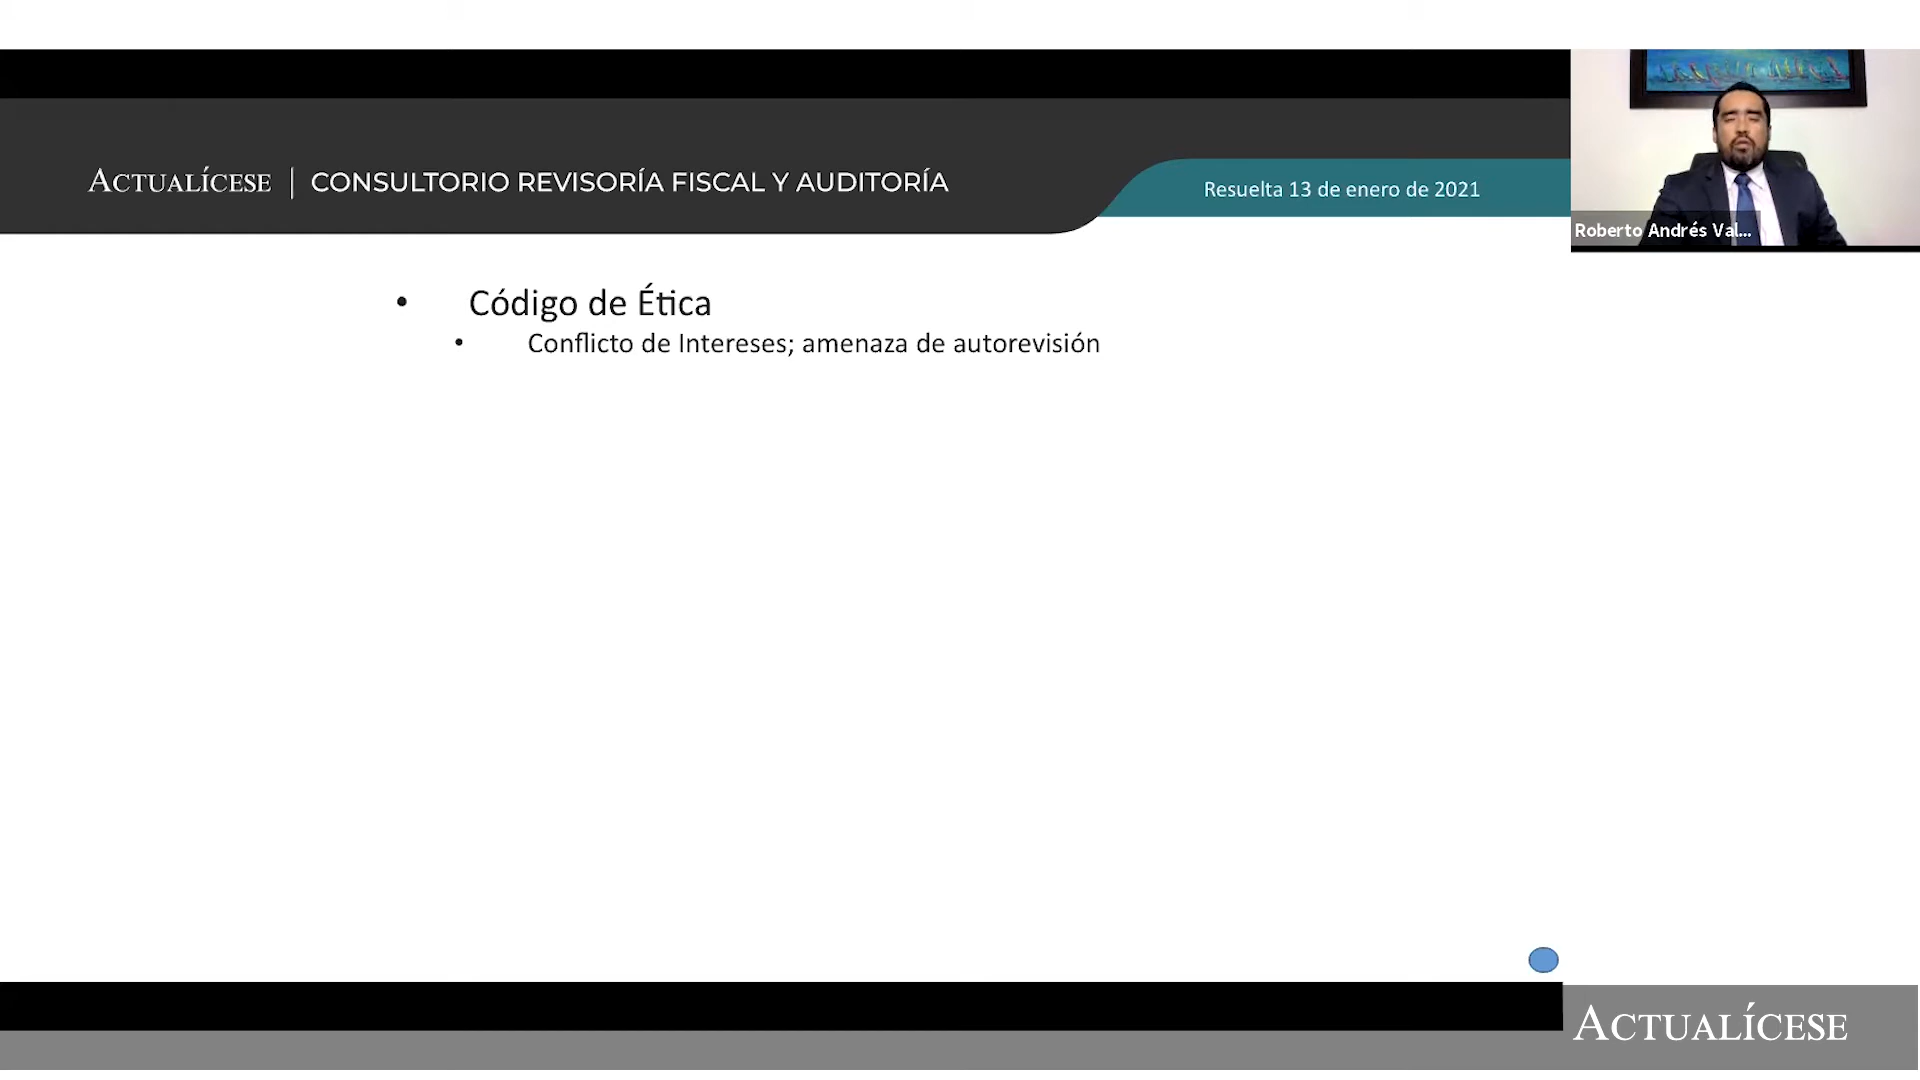 ACTUALÍCESE | CONSULTORIO REVISORÍA FISCAL Y AUDITORÍA
Resuelta 13 de enero de 2021
Roberto Andrés Val...
• Código de Ética
• Conflicto de Intereses; amenaza de autorevisión
ACTUALÍCESE